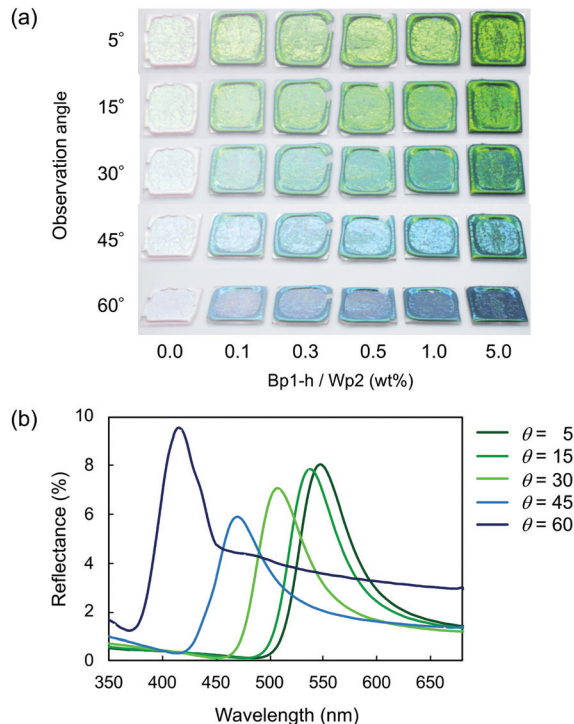 (a)
Observation angle
5°
15°
30°
45°
60°
0.0 0.1 0.3 0.5 1.0 5.0
Bp1-h / Wp2 (wt%)
(b)
Reflectance (%)
10
8
6
4
2
0
350 400 450 500 550 600 650
Wavelength (nm)
θ = 5
θ = 15
θ = 30
θ = 45
θ = 60